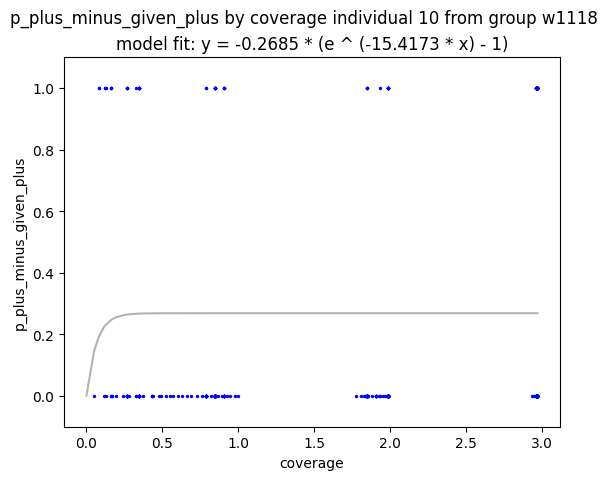 p_plus_minus_given_plus by coverage individual 10 from group w1118
model fit: y = -0.2685 * (e ^ (-15.4173 * x) - 1)
1.0
0.8
0.6
0.4
0.2
0.0
p_plus_minus_given_plus
0.0 0.5 1.0 1.5 2.0 2.5 3.0
coverage